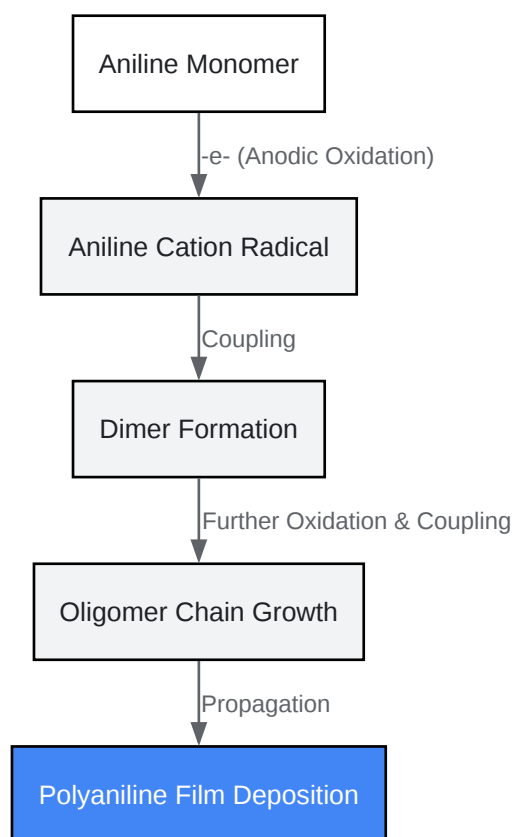 Aniline Monomer
-e- (Anodic Oxidation)
Aniline Cation Radical
Coupling
Dimer Formation
Further Oxidation & Coupling
Oligomer Chain Growth
Propagation
Polyaniline Film Deposition